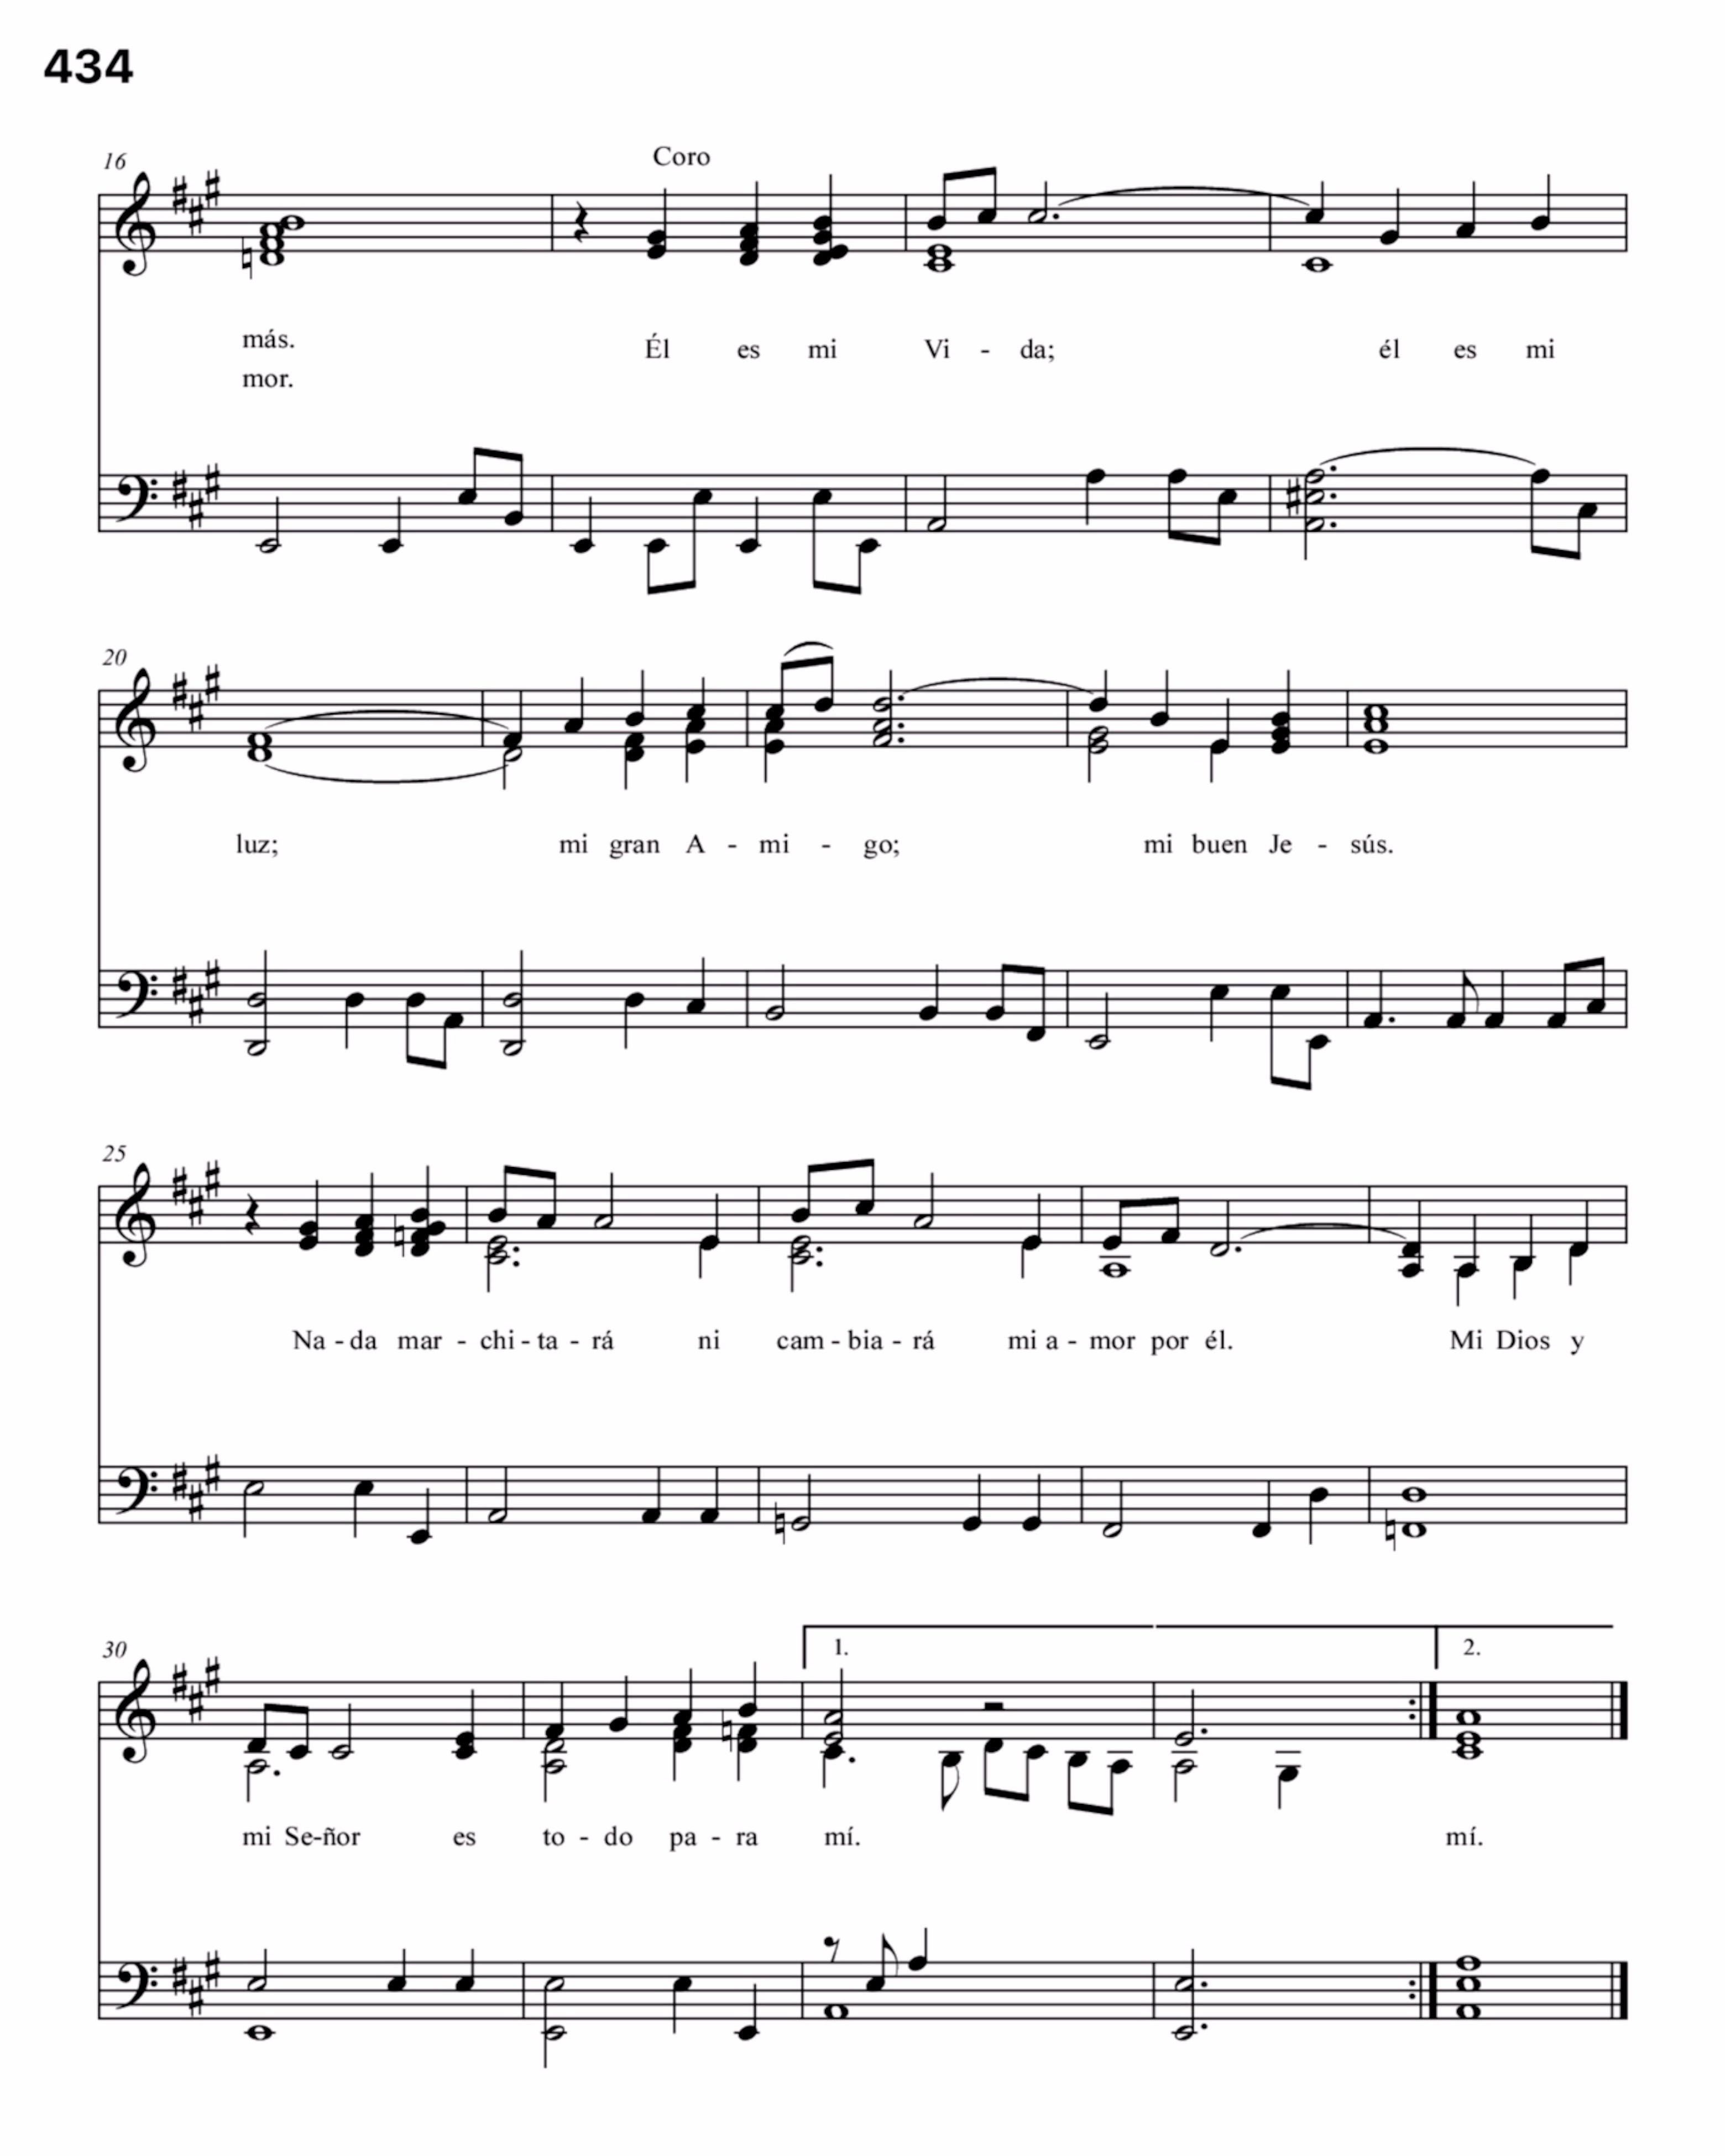 434
16
Coro
más. Él es mi Vi - da; él es mi
mor.
20
luz; mi gran A - mi - go; mi buen Je - sús.
25
Na - da mar - chi - ta - rá ni cam - bia - rá mi a - mor por él. Mi Dios y
30
1. 2.
mi Se-ñor es to - do pa - ra mí. mí.